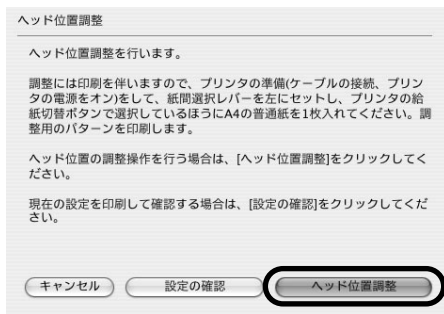 ヘッド位置調整
ヘッド位置調整を行います。
調整には印刷を伴いますので、プリンタの準備(ケーブルの接続、プリン
タの電源をオン)をして、紙間選択レバーを左にセットし、プリンタの給
紙切替ボタンで選択しているほうにA4の普通紙を1枚入れてください。調
整用のパターンを印刷します。
ヘッド位置の調整操作を行う場合は、[ヘッド位置調整]をクリックしてく
ださい。
現在の設定を印刷して確認する場合は、[設定の確認]をクリックしてくだ
さい。
キャンセル 設定の確認 ヘッド位置調整